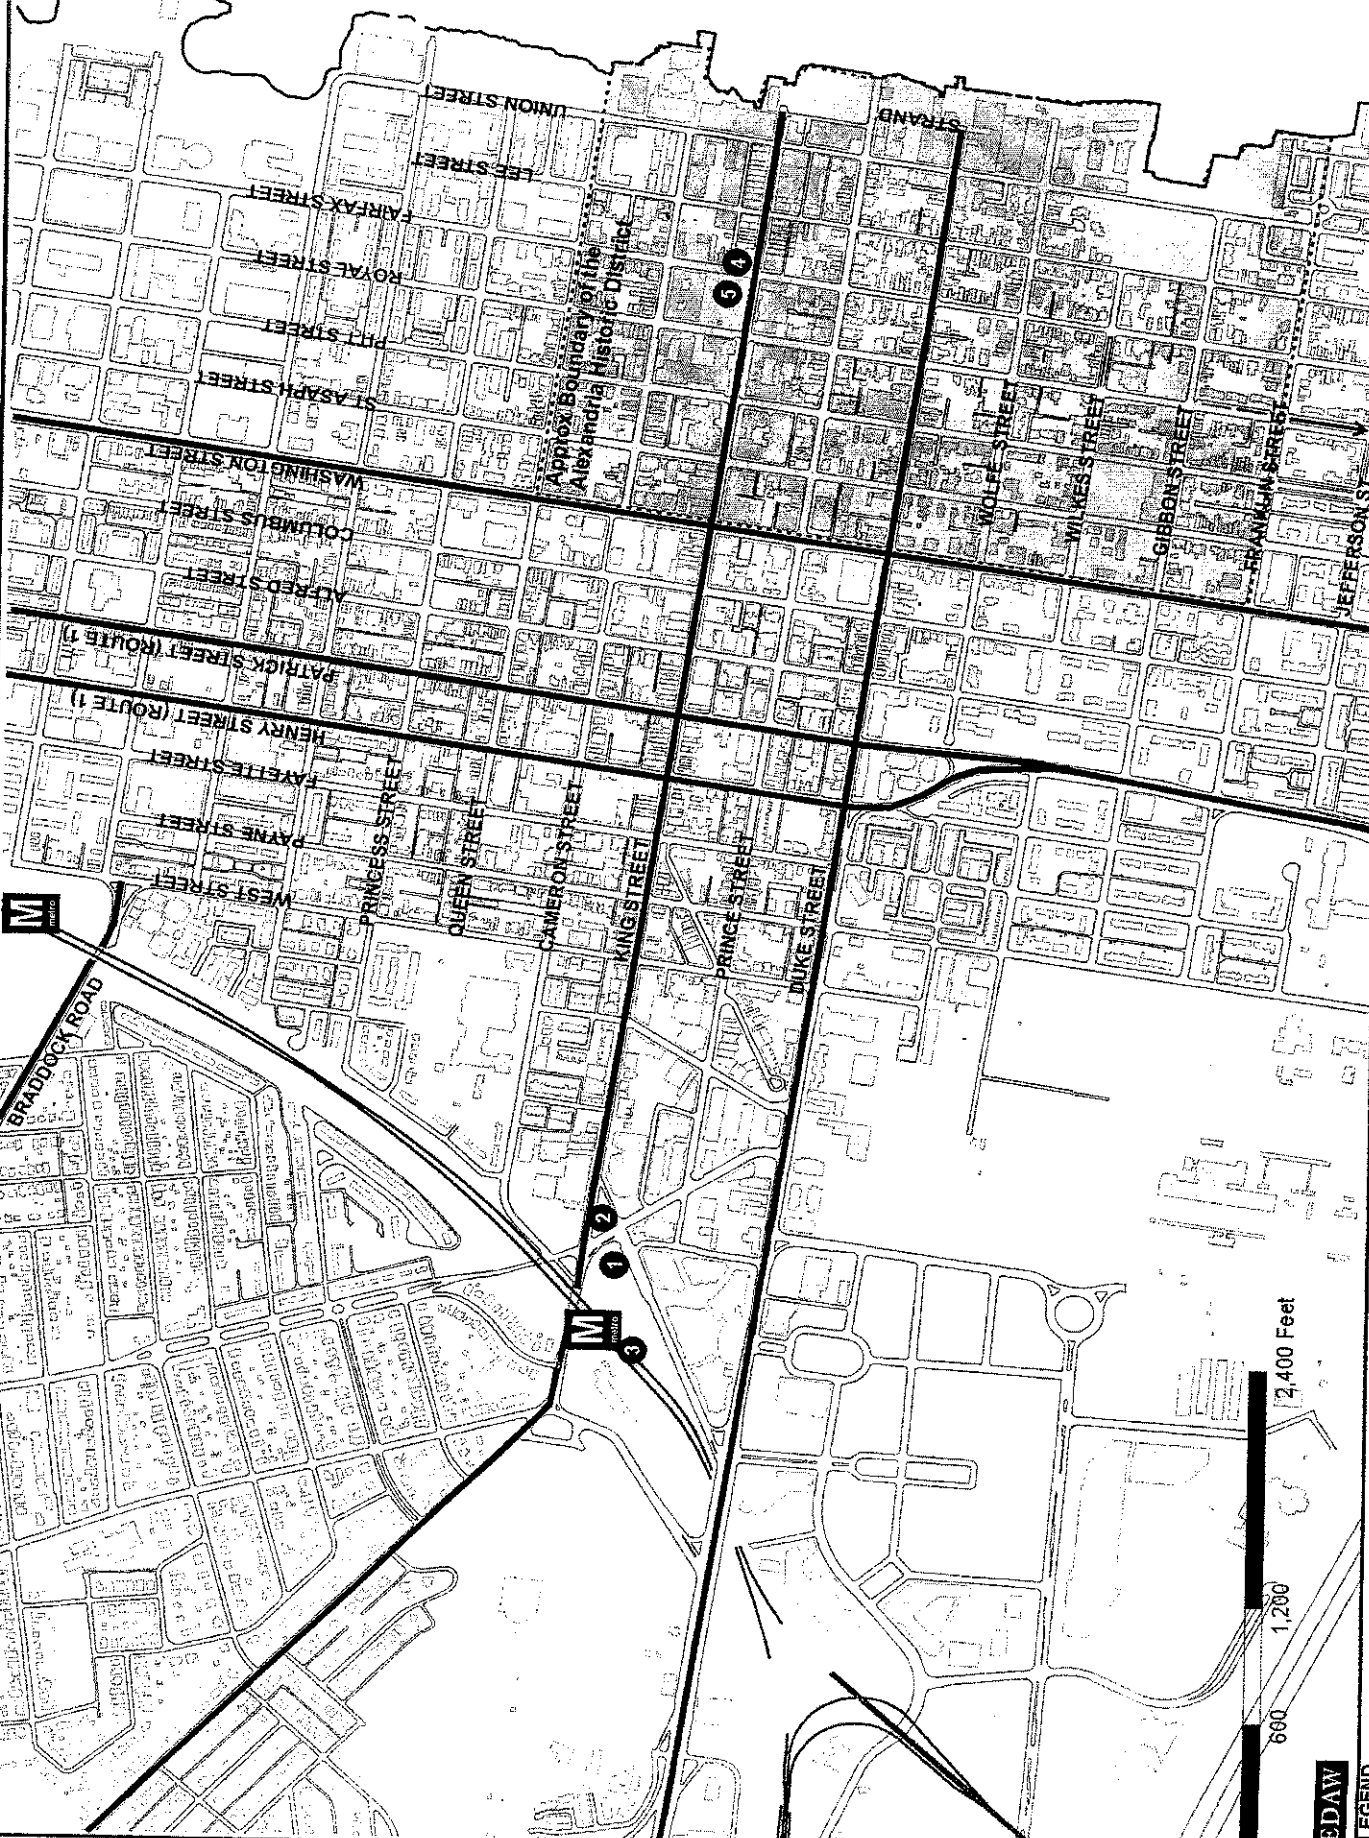 UNION STREET
LEE STREET
FAIRFAX STREET
ROYAL STREET
PITT STREET
ST ASAPH STREET
WASHINGTON STREET
COLUMBUS STREET
ALFRED STREET
PATRICK STREET (ROUTE 1)
HENRY STREET (ROUTE 1)
FAYETTE STREET
PAYNE STREET
WEST STREET
M
metro
BRADDOCK ROAD
Approx Boundary of the
Alexandria Historic District
STRAND
5
4
PRINCESS STREET
QUEEN STREET
CAMERON STREET
KING STREET
PRINCE STREET
DUKE STREET
WOLFE STREET
WILKES STREET
GIBBON STREET
FRANKLIN STREET
JEFFERSON ST
2
1
M
metro
3
600
1,200
2,400 Feet
EDAW
LEGEND